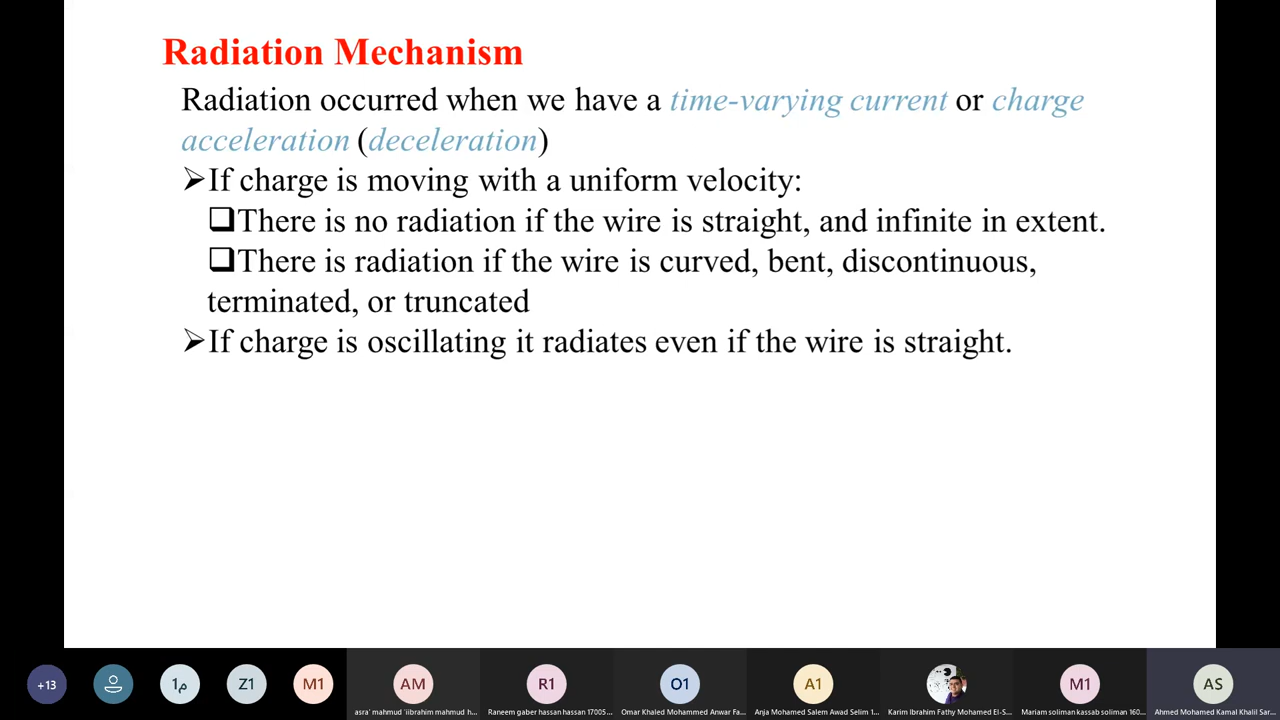 Radiation Mechanism
Radiation occurred when we have a time-varying current or charge
acceleration (deceleration)
➢If charge is moving with a uniform velocity:
❑There is no radiation if the wire is straight, and infinite in extent.
❑There is radiation if the wire is curved, bent, discontinuous,
terminated, or truncated
➢If charge is oscillating it radiates even if the wire is straight.
+13
م1
Z1
M1
AM
R1
O1
A1
M1
AS
asra' mahmud 'iibrahim mahmud h...
Raneem gaber hassan hassan 17005...
Omar Khaled Mohammed Anwar Fa...
Anja Mohamed Salem Awad Selim 1...
Karim Ibrahim Fathy Mohamed El-S...
Mariam soliman kassab soliman 160...
Ahmed Mohamed Kamal Khalil Sar...